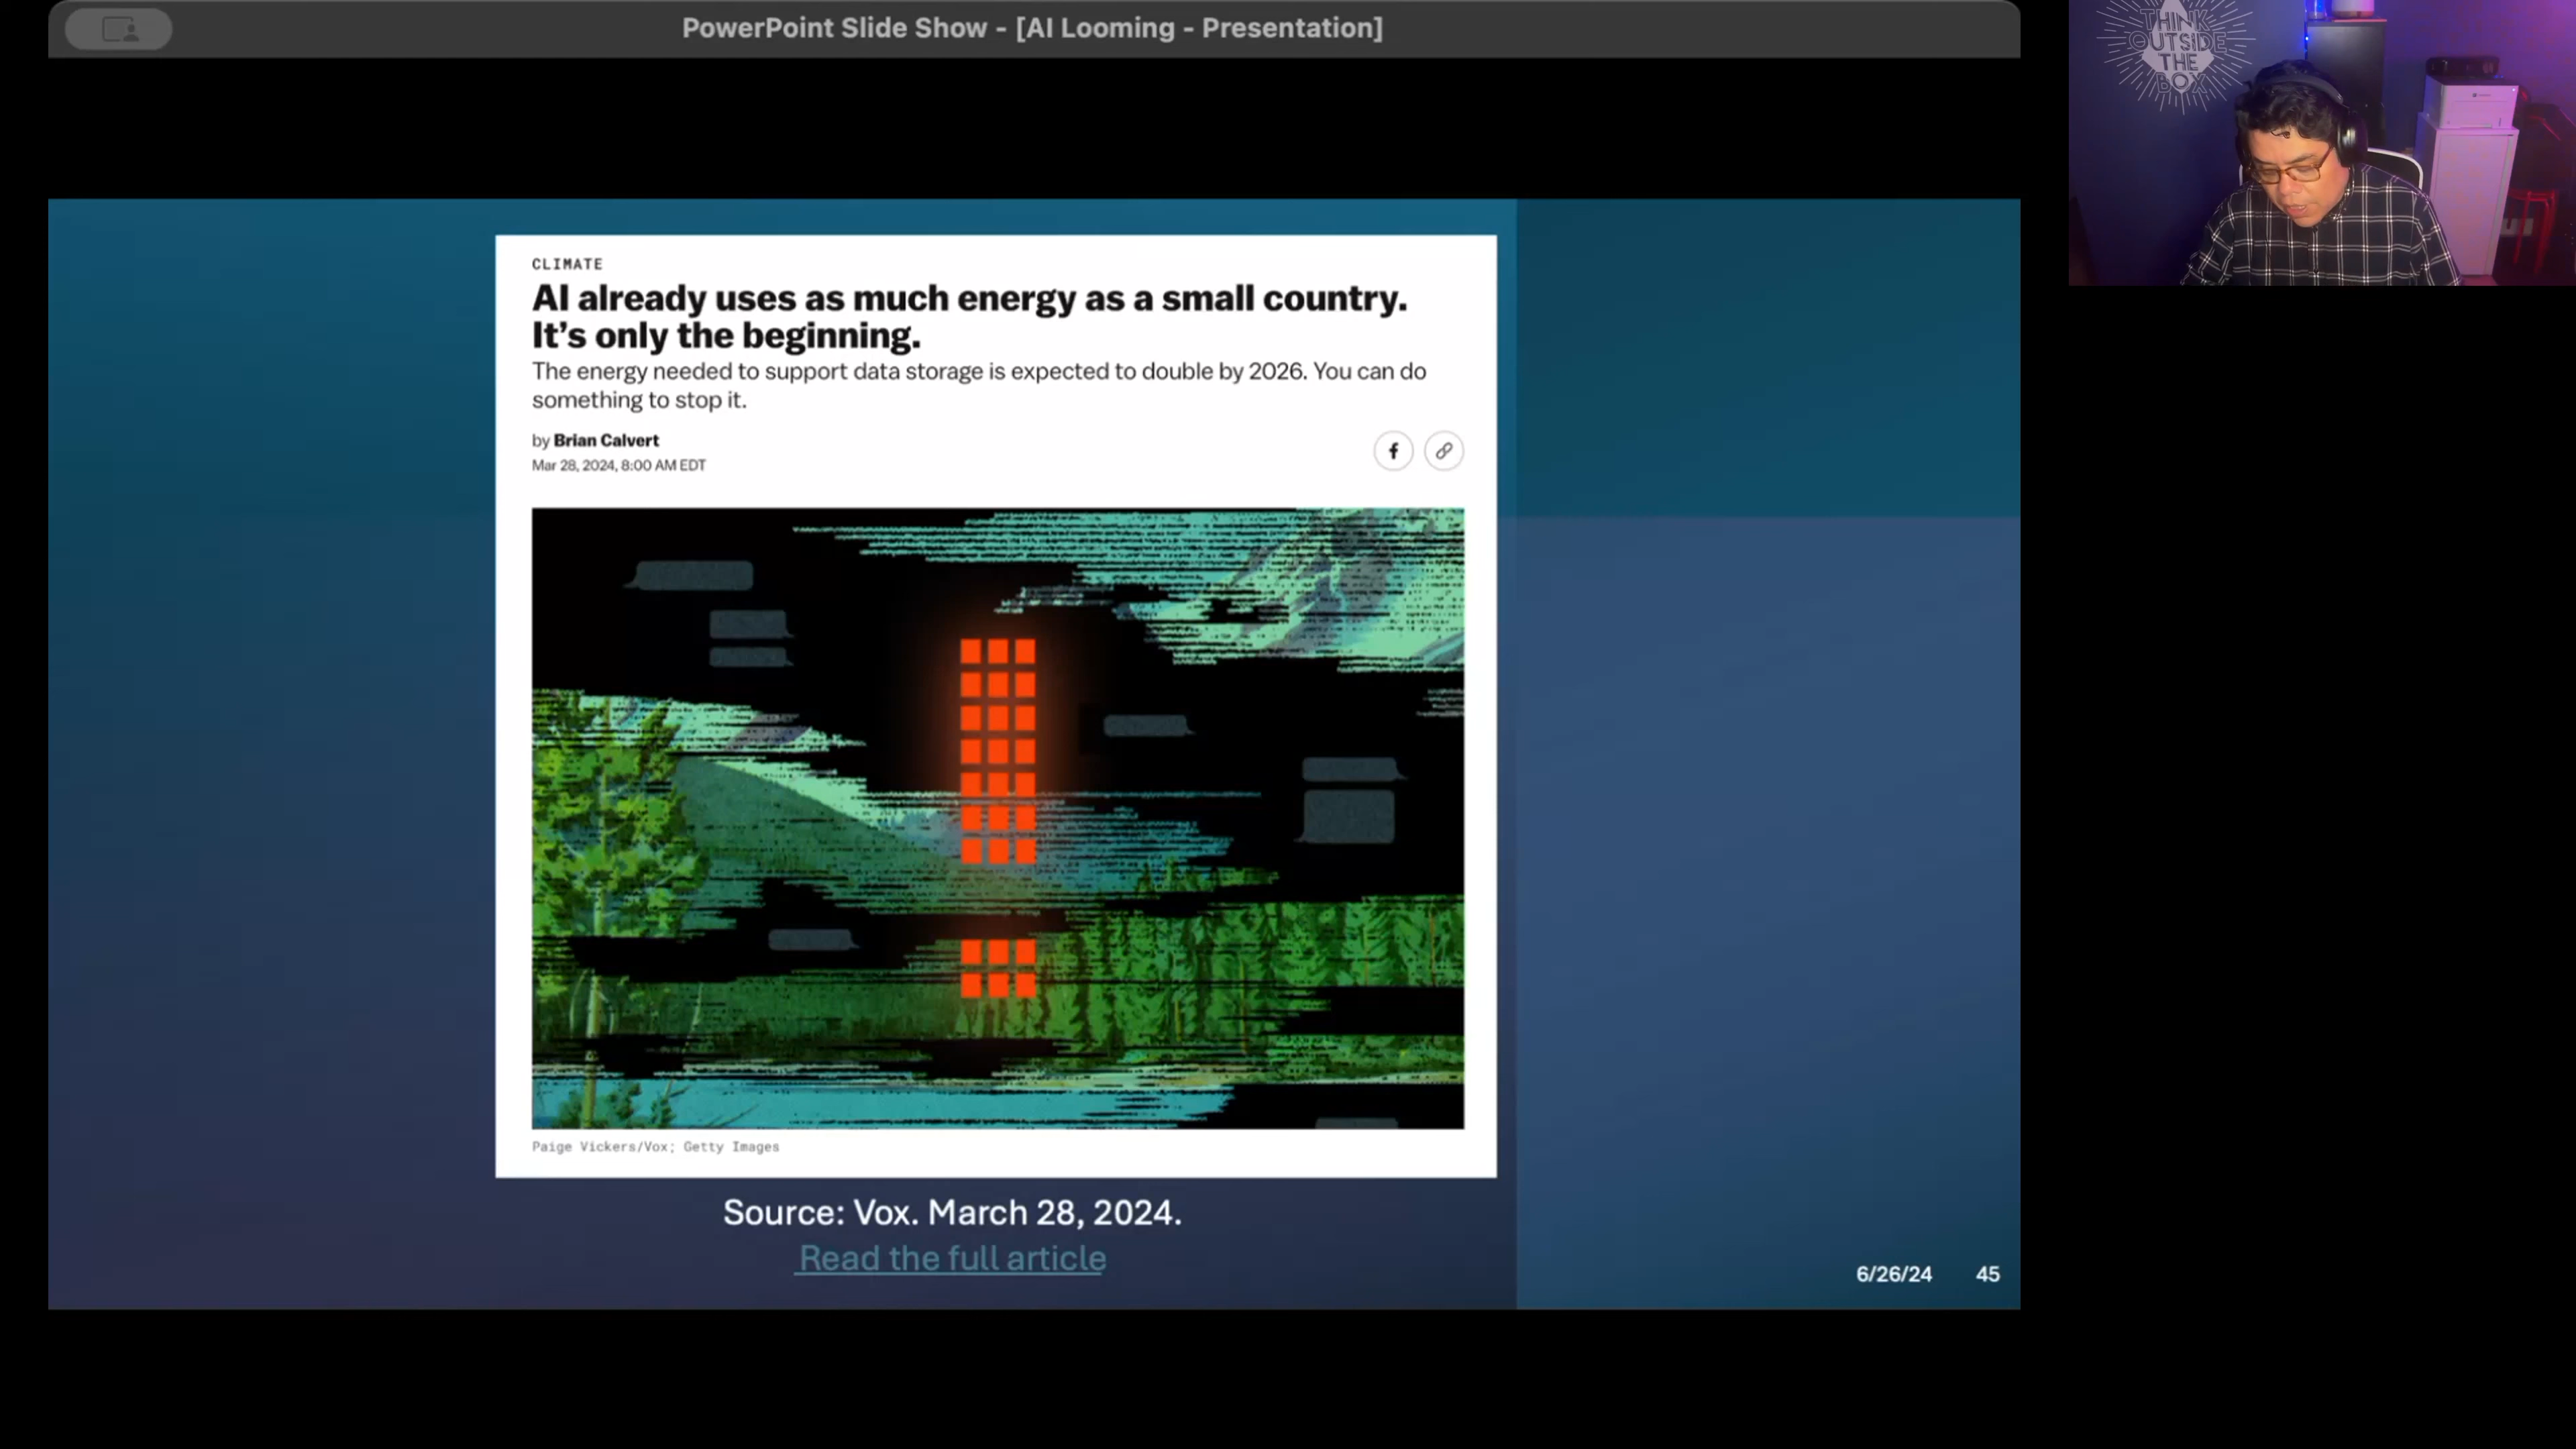 PowerPoint Slide Show - [AI Looming - Presentation]
THINK
OUTSIDE
THE
BOX
CLIMATE
AI already uses as much energy as a small country.
It's only the beginning.
The energy needed to support data storage is expected to double by 2026. You can do
something to stop it.
by Brian Calvert
Mar 28, 2024, 8:00 AM EDT
Paige Vickers/Vox; Getty Images
Source: Vox. March 28, 2024.
Read the full article
6/26/24 45